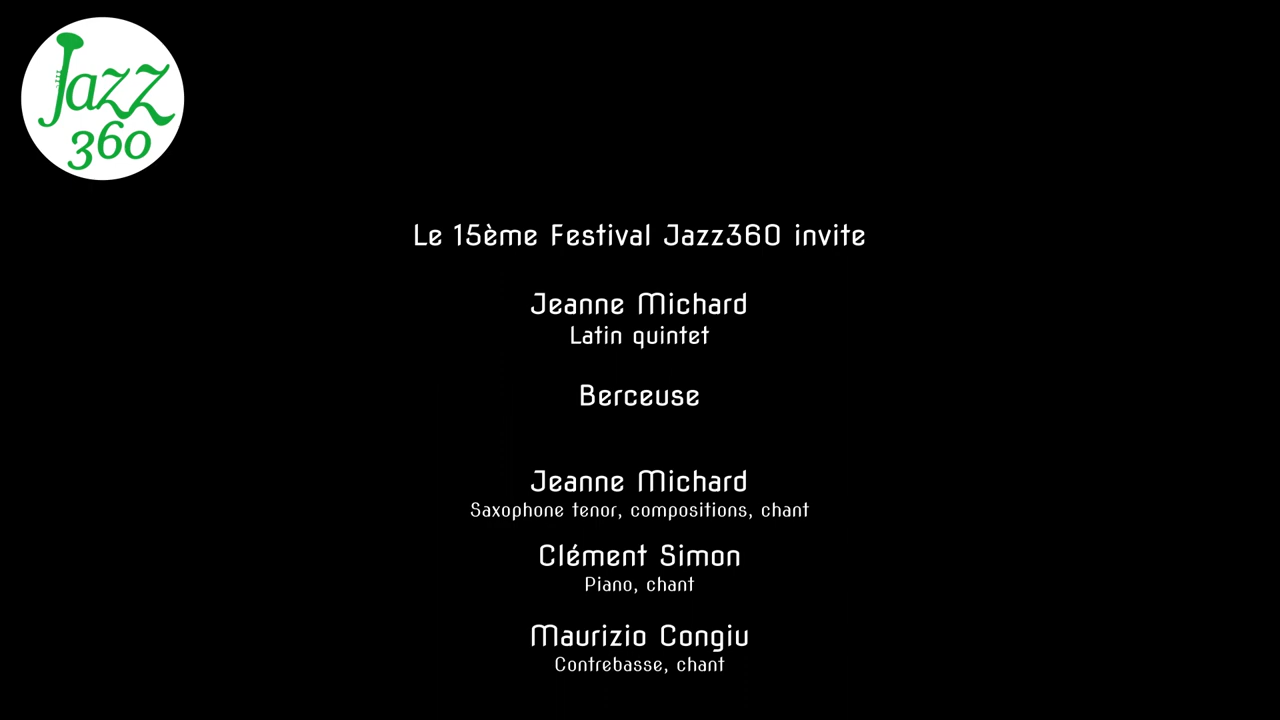 Jazz
360
Le 15ème Festival Jazz360 invite
Jeanne Michard
Latin quintet
Berceuse
Jeanne Michard
Saxophone tenor, compositions, chant
Clément Simon
Piano, chant
Maurizio Congiu
Contrebasse, chant